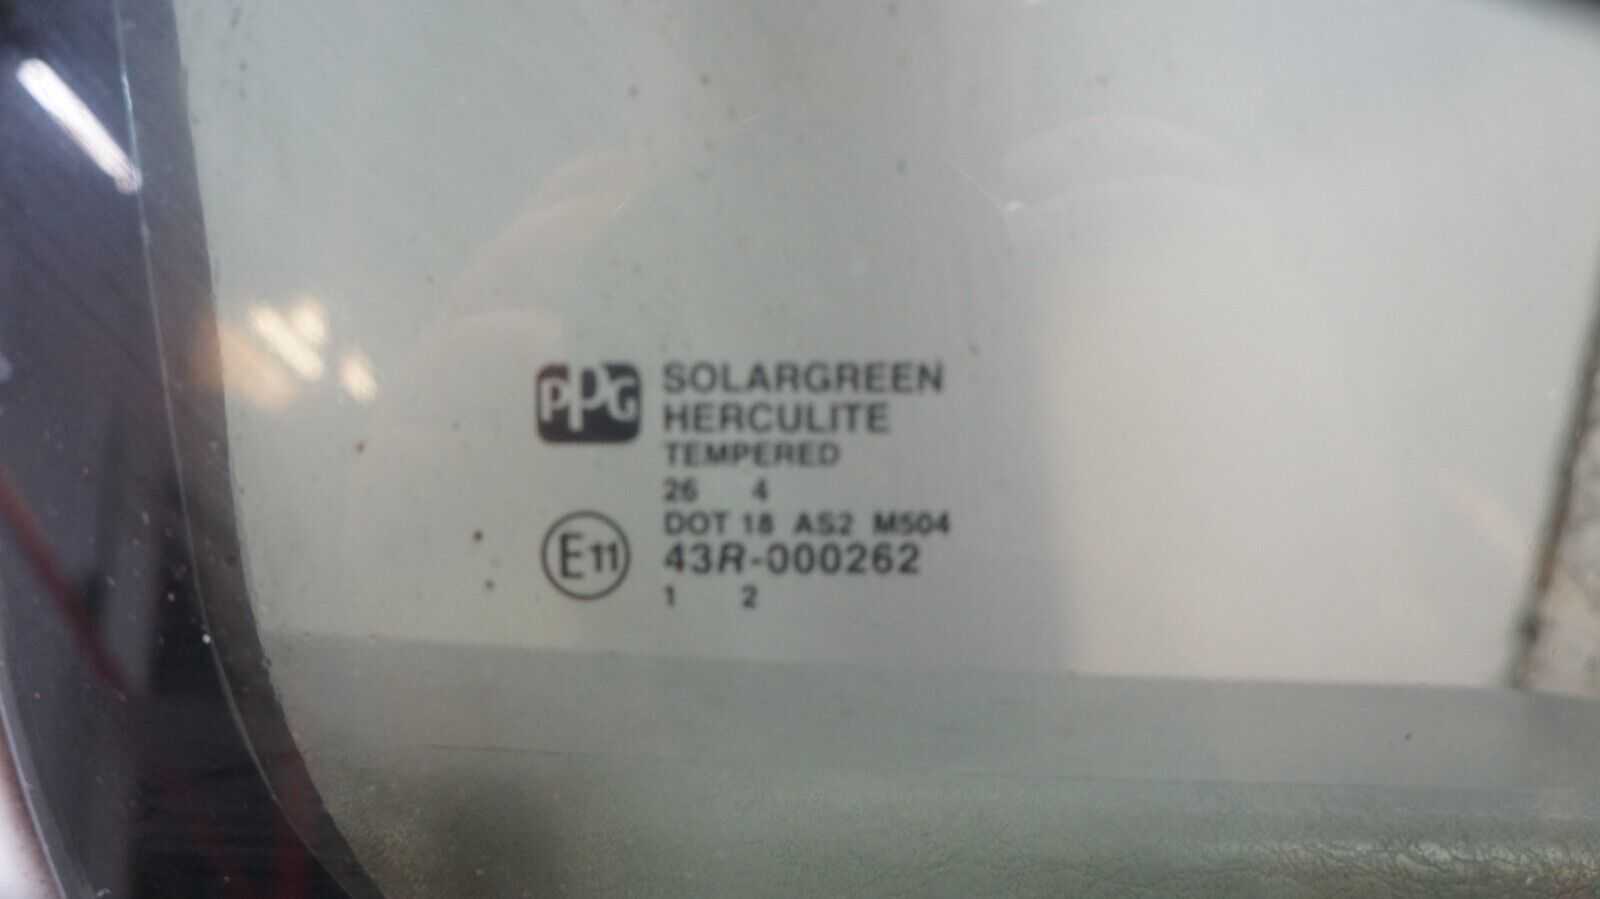 PPG SOLARGREEN
HERCULITE
TEMPERED
26 4
DOT 18 AS2 M504
E11 43R-000262
1 2